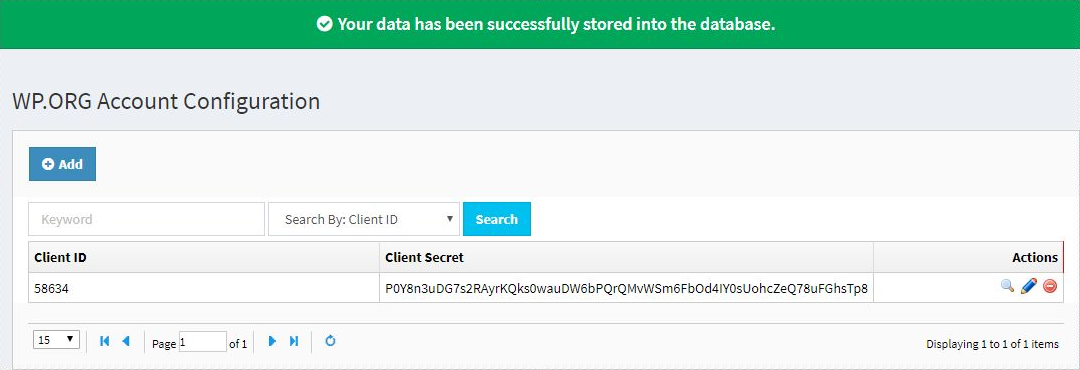 Your data has been successfully stored into the database.
WP.ORG Account Configuration
Add
Keyword
Search By: Client ID
Search
Client ID Client Secret Actions
58634 P0Y8n3uDG7s2RAyrKQks0wauDW6bPQrQMvWSm6FbOd4IY0sUohcZeQ78uFGhsTp8
15 Page 1 of 1 Displaying 1 to 1 of 1 items